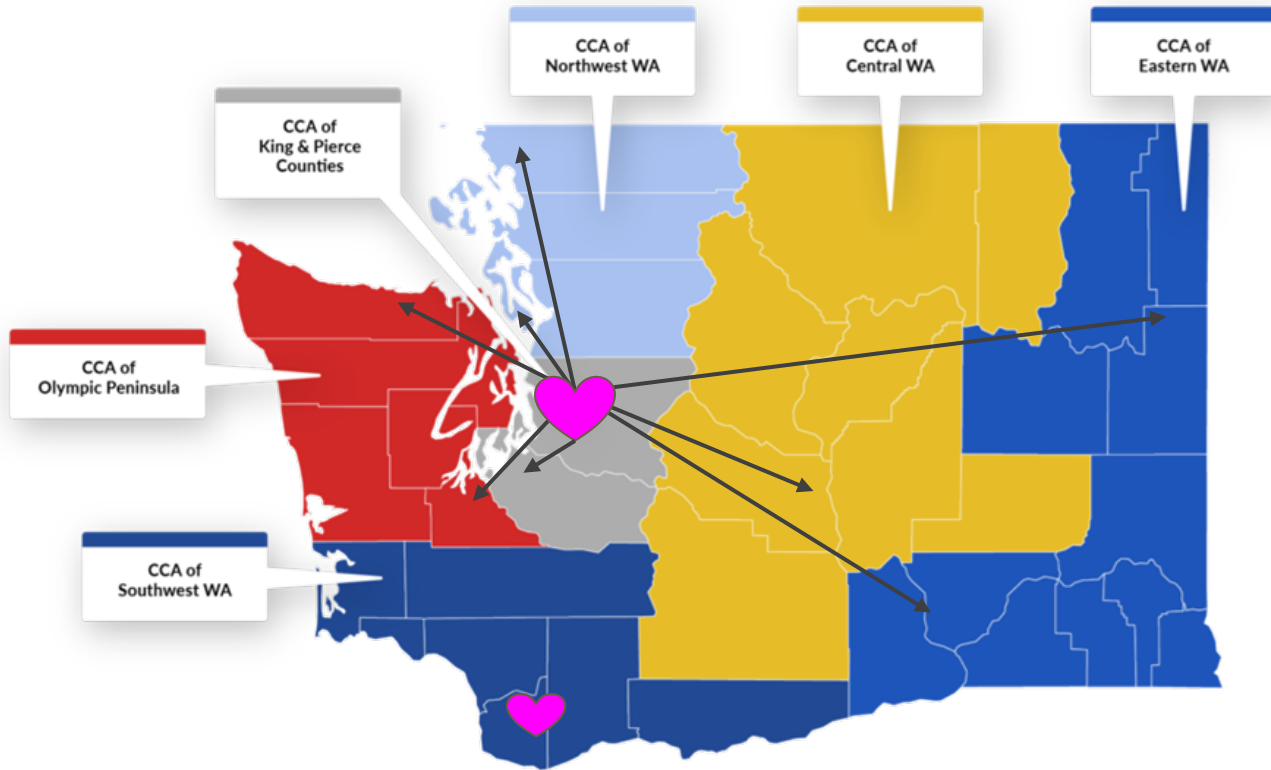 CCA of
Northwest WA
CCA of
Central WA
CCA of
Eastern WA
CCA of
King & Pierce
Counties
CCA of
Olympic Peninsula
CCA of
Southwest WA